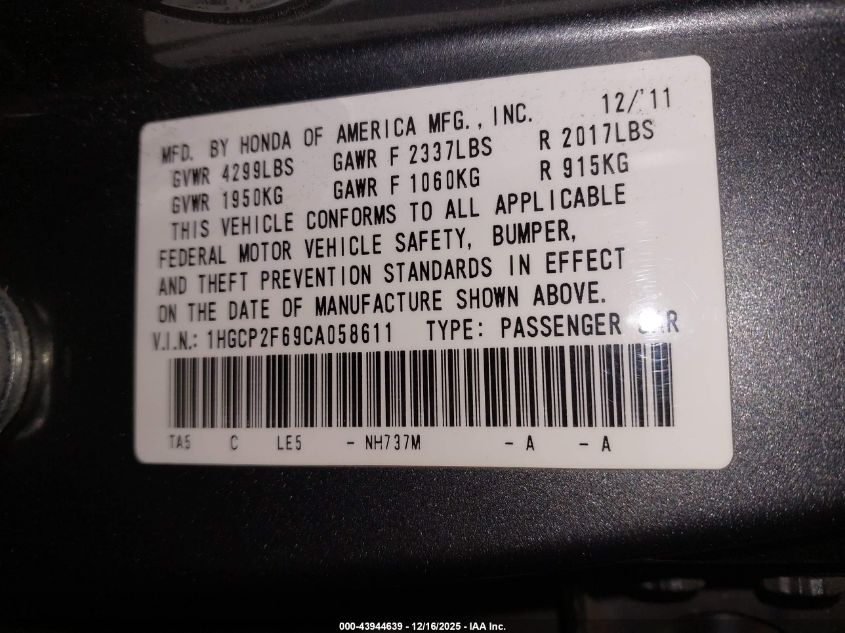 MFD. BY HONDA OF AMERICA MFG., INC. 12/'11
GVWR 4299LBS GAWR F 2337LBS R 2017LBS
GVWR 1950KG GAWR F 1060KG R 915KG
THIS VEHICLE CONFORMS TO ALL APPLICABLE
FEDERAL MOTOR VEHICLE SAFETY, BUMPER,
AND THEFT PREVENTION STANDARDS IN EFFECT
ON THE DATE OF MANUFACTURE SHOWN ABOVE.
V.I.N.: 1HGCP2F69CA058611 TYPE: PASSENGER CAR
TA5 C LE5 - NH737M - A - A
000-43944639 - 12/16/2025 - IAA Inc.